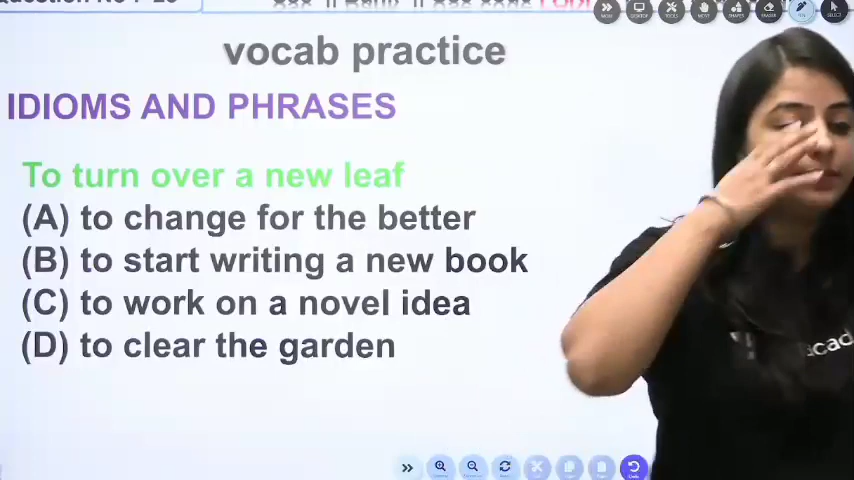 vocab practice
IDIOMS AND PHRASES
To turn over a new leaf
(A) to change for the better
(B) to start writing a new book
(C) to work on a novel idea
(D) to clear the garden